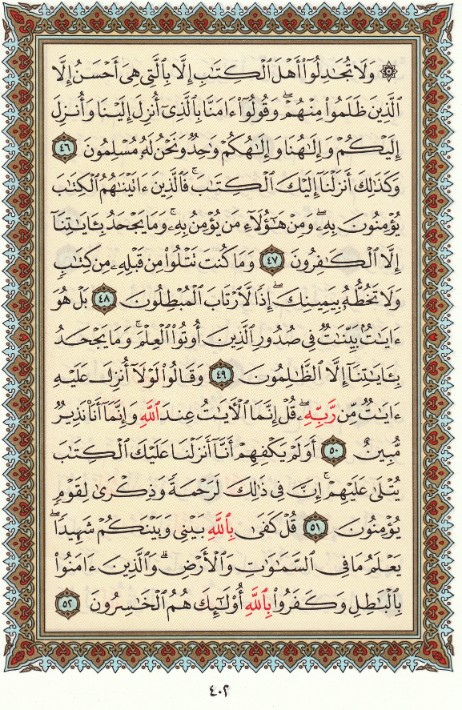 ۞ وَلَا تُجَٰدِلُوٓا۟ أَهْلَ ٱلْكِتَٰبِ إِلَّا بِٱلَّتِى هِىَ أَحْسَنُ إِلَّا
ٱلَّذِينَ ظَلَمُوا۟ مِنْهُمْ ۖ وَقُولُوٓا۟ ءَامَنَّا بِٱلَّذِىٓ أُنزِلَ إِلَيْنَا وَأُنزِلَ
إِلَيْكُمْ وَإِلَٰهُنَا وَإِلَٰهُكُمْ وَٰحِدٌ وَنَحْنُ لَهُۥ مُسْلِمُونَ ٤٦
وَكَذَٰلِكَ أَنزَلْنَآ إِلَيْكَ ٱلْكِتَٰبَ ۚ فَٱلَّذِينَ ءَاتَيْنَٰهُمُ ٱلْكِتَٰبَ
يُؤْمِنُونَ بِهِۦ ۖ وَمِنْ هَٰٓؤُلَآءِ مَن يُؤْمِنُ بِهِۦ ۚ وَمَا يَجْحَدُ بِـَٔايَٰتِنَآ
إِلَّا ٱلْكَٰفِرُونَ ٤٧ وَمَا كُنتَ تَتْلُوا۟ مِن قَبْلِهِۦ مِن كِتَٰبٍ
وَلَا تَخُطُّهُۥ بِيَمِينِكَ ۖ إِذًا لَّٱرْتَابَ ٱلْمُبْطِلُونَ ٤٨ بَلْ هُوَ
ءَايَٰتٌۢ بَيِّنَٰتٌ فِى صُدُورِ ٱلَّذِينَ أُوتُوا۟ ٱلْعِلْمَ ۚ وَمَا يَجْحَدُ
بِـَٔايَٰتِنَآ إِلَّا ٱلظَّٰلِمُونَ ٤٩ وَقَالُوا۟ لَوْلَآ أُنزِلَ عَلَيْهِ
ءَايَٰتٌ مِّن رَّبِّهِۦ ۖ قُلْ إِنَّمَا ٱلْءَايَٰتُ عِندَ ٱللَّهِ وَإِنَّمَآ أَنَا۠ نَذِيرٌ
مُّبِينٌ ٥٠ أَوَلَمْ يَكْفِهِمْ أَنَّآ أَنزَلْنَا عَلَيْكَ ٱلْكِتَٰبَ
يُتْلَىٰ عَلَيْهِمْ ۚ إِنَّ فِى ذَٰلِكَ لَرَحْمَةً وَذِكْرَىٰ لِقَوْمٍ
يُؤْمِنُونَ ٥١ قُلْ كَفَىٰ بِٱللَّهِ بَيْنِى وَبَيْنَكُمْ شَهِيدًا ۖ
يَعْلَمُ مَا فِى ٱلسَّمَٰوَٰتِ وَٱلْأَرْضِ ۗ وَٱلَّذِينَ ءَامَنُوا۟
بِٱلْبَٰطِلِ وَكَفَرُوا۟ بِٱللَّهِ أُو۟لَٰٓئِكَ هُمُ ٱلْخَٰسِرُونَ ٥٢
٤٠٢